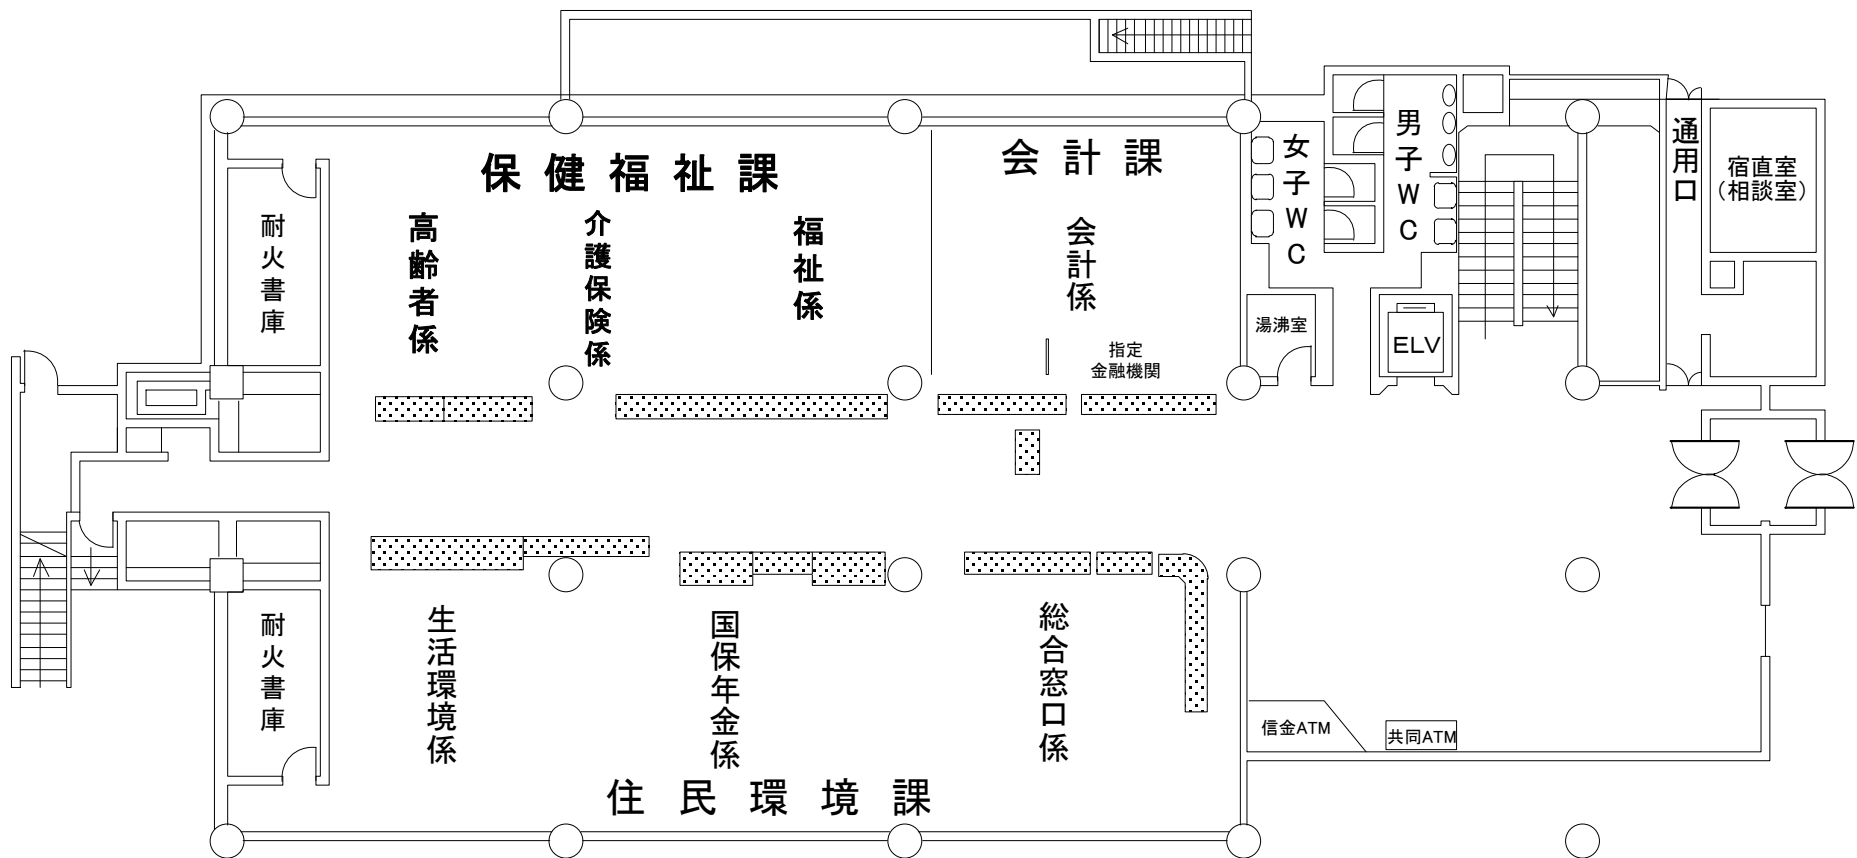 保健福祉課
会計課
女子WC
男子WC
通用口
宿直室
(相談室)
耐火書庫
高齢者係
介護保険係
福祉係
会計係
湯沸室
ELV
指定
金融機関
耐火書庫
生活環境係
国保年金係
総合窓口係
信金ATM
共同ATM
住民環境課